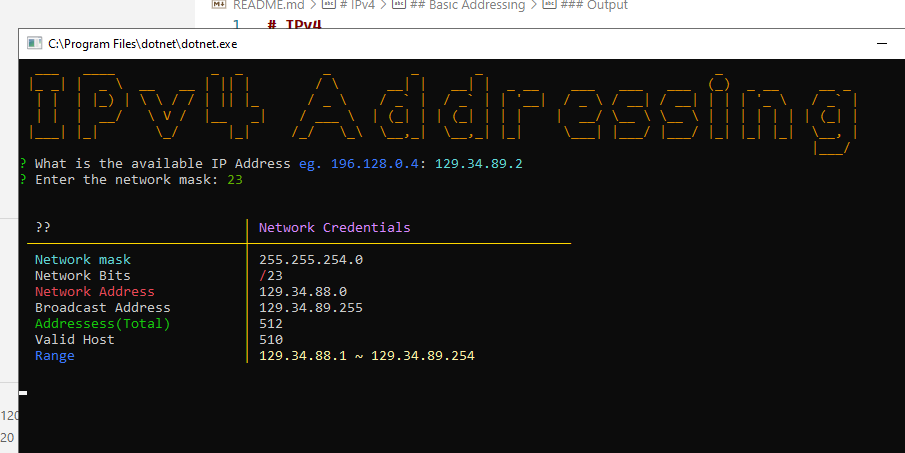 README.md > # IPv4 > ## Basic Addressing > ### Output
1 # IPv4
C:\Program Files\dotnet\dotnet.exe
IPv4 Addressing
? What is the available IP Address eg. 196.128.0.4: 129.34.89.2
? Enter the network mask: 23
?? Network Credentials
Network mask 255.255.254.0
Network Bits /23
Network Address 129.34.88.0
Broadcast Address 129.34.89.255
Addressess(Total) 512
Valid Host 510
Range 129.34.88.1 ~ 129.34.89.254
120
20